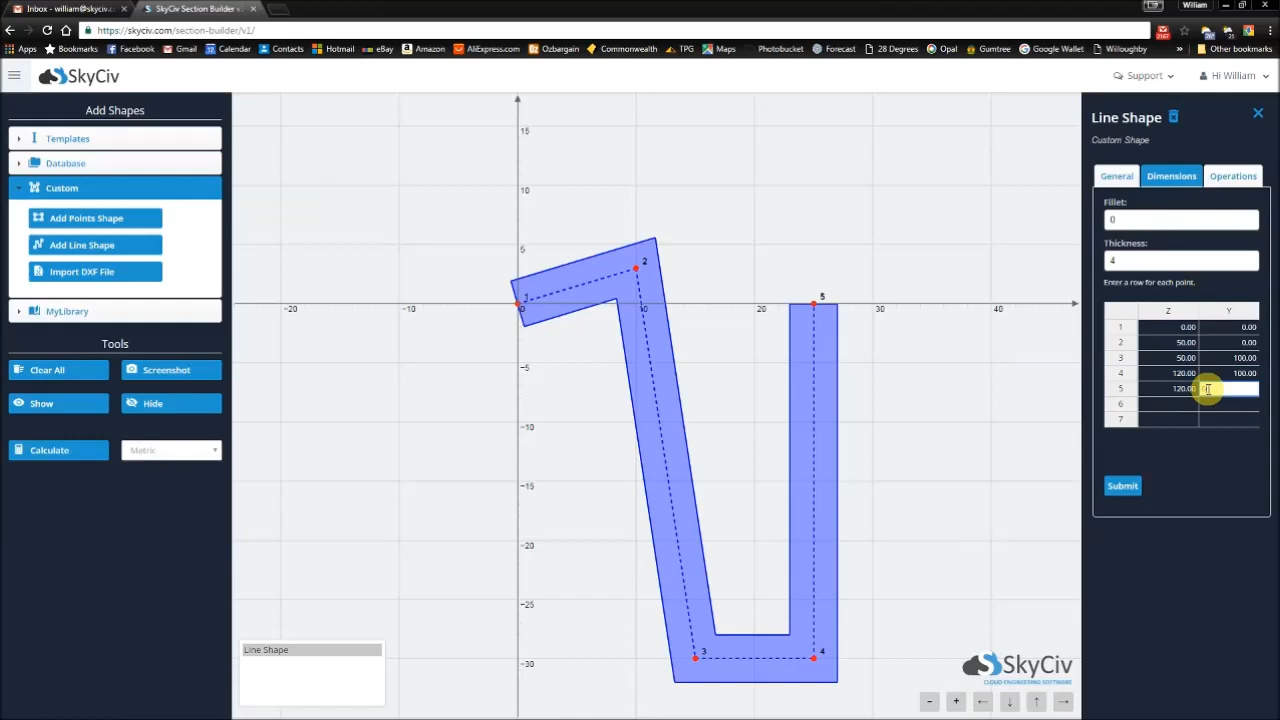 Inbox - william@skyciv.c
SkyCiv Section Builder v
William
https://skyciv.com/section-builder/v1/
Apps
Bookmarks
Facebook
Gmail
Calendar
Contacts
Hotmail
eBay
Amazon
AliExpress.com
Ozbargain
Commonwealth
TPG
Maps
Photobucket
Forecast
28 Degrees
Opal
Gumtree
Google Wallet
Willoughby
»
Other bookmarks
SkyCiv
Support
Hi William
Add Shapes
Templates
Database
Custom
Add Points Shape
Add Line Shape
Import DXF File
MyLibrary
Tools
Clear All
Screenshot
Show
Hide
Calculate
Metric
15
10
5
−5
−10
−15
−20
−25
−30
−20
−10
0
10
20
30
40
1
2
3
4
5
Line Shape
SkyCiv
CLOUD ENGINEERING SOFTWARE
- + ← ↓ ↑ →
Line Shape
Custom Shape
General
Dimensions
Operations
Fillet:
0
Thickness:
4
Enter a row for each point.
Z Y
1 0.00 0.00
2 50.00 0.00
3 50.00 100.00
4 120.00 100.00
5 120.00
6
7
Submit